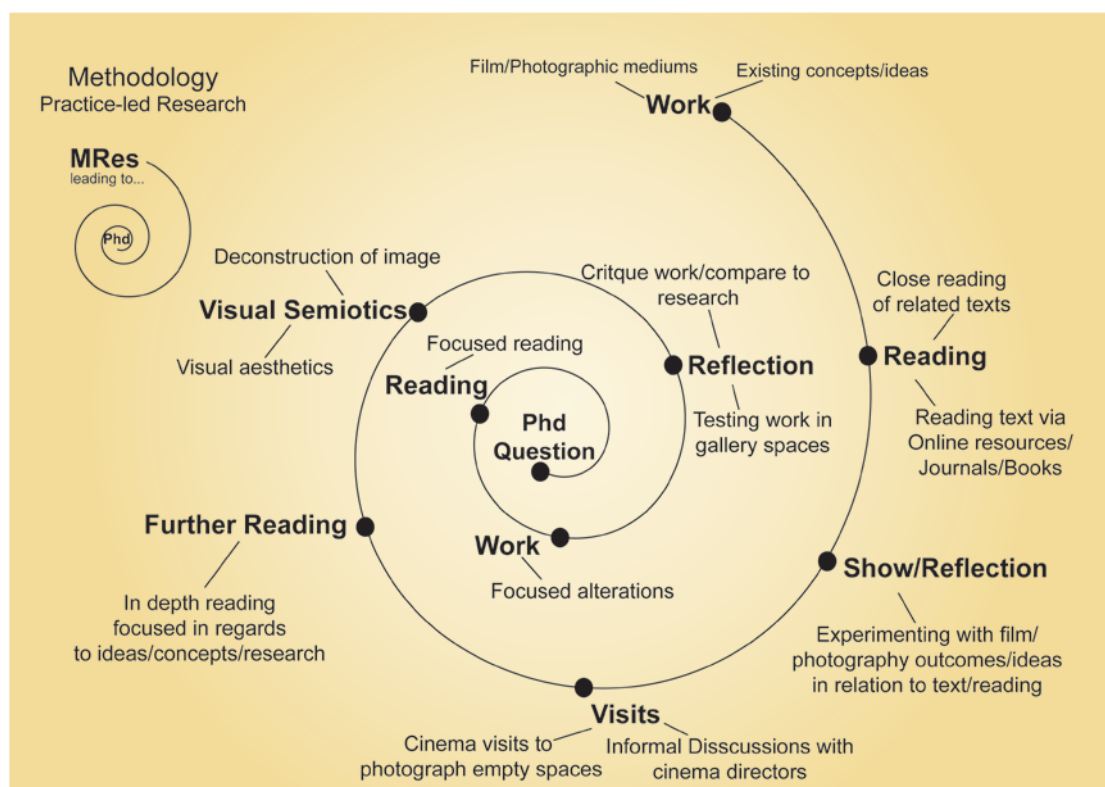 Methodology
Practice-led Research
MRes
leading to...
Phd
Film/Photographic mediums
Existing concepts/ideas
Work
Close reading
of related texts
Reading
Reading text via
Online resources/
Journals/Books
Show/Reflection
Experimenting with film/
photography outcomes/ideas
in relation to text/reading
Visits
Cinema visits to
photograph empty spaces
Informal Disscussions with
cinema directors
Further Reading
In depth reading
focused in regards
to ideas/concepts/research
Deconstruction of image
Visual Semiotics
Visual aesthetics
Critque work/compare to
research
Reflection
Testing work in
gallery spaces
Work
Focused alterations
Focused reading
Reading
Phd
Question